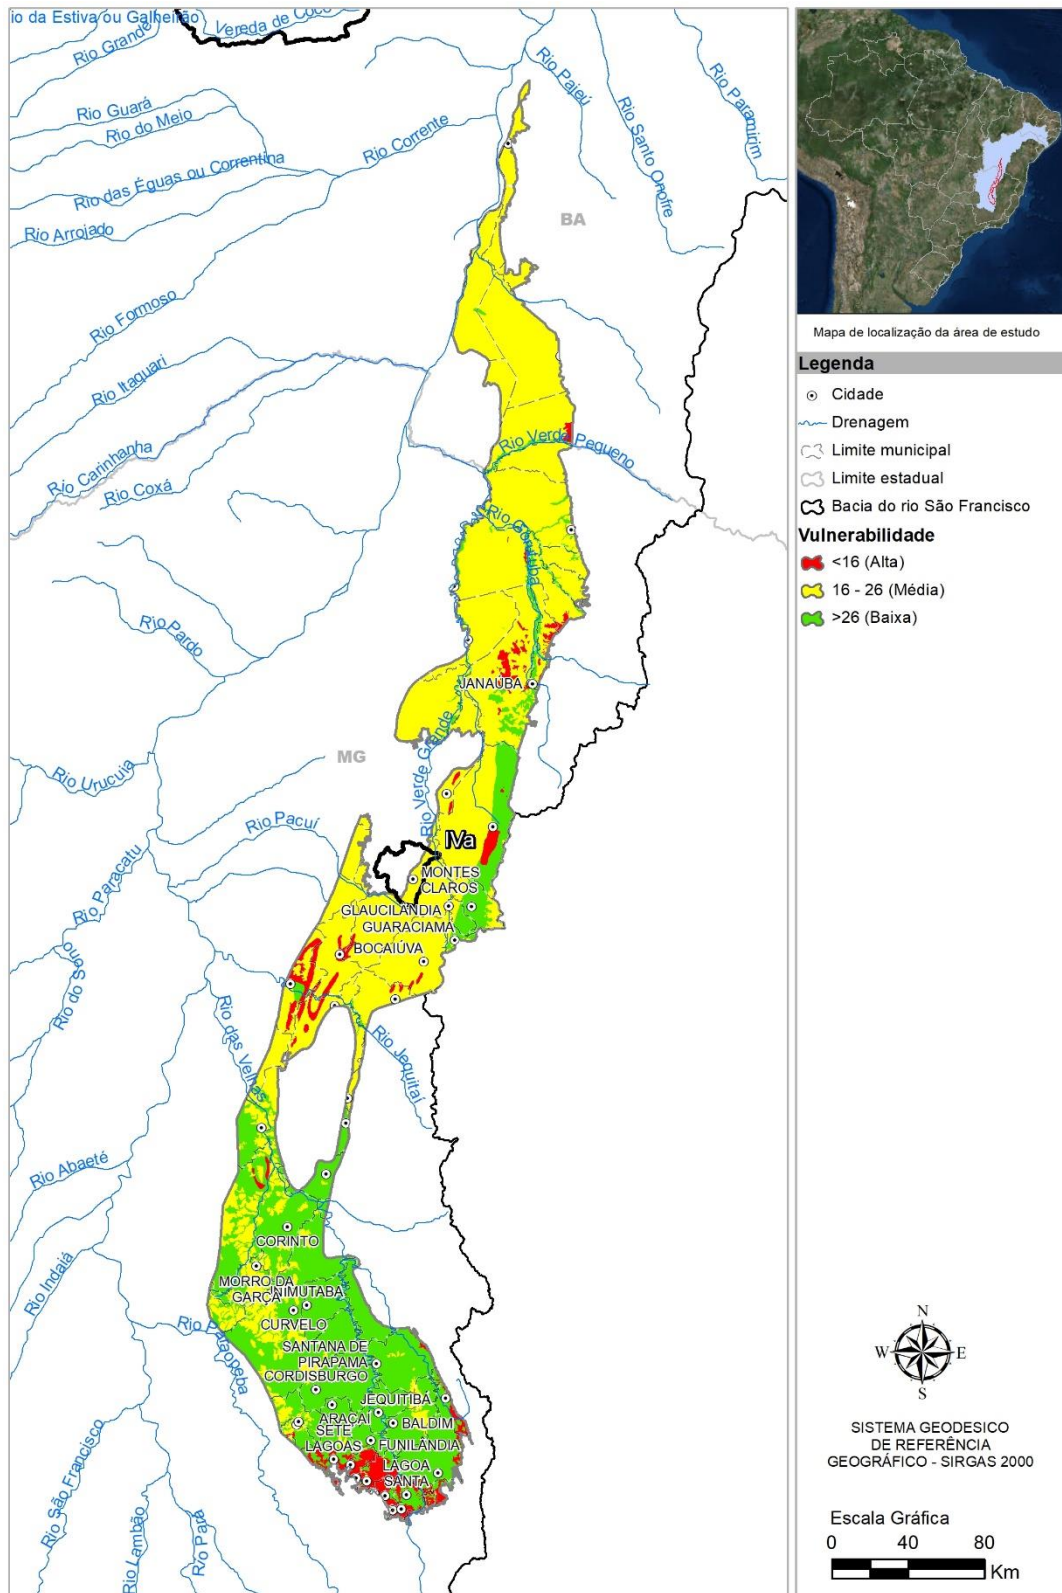 io da Estiva ou Galheirão
Vereda de Coco
Rio Grande
Rio Guará
Rio do Meio
Rio das Éguas ou Correntina
Rio Corrente
Rio Arrojado
Rio Pajeú
Rio Santo Onofre
Rio Paramirim
BA
Rio Formoso
Rio Itaguari
Rio Carinhanha
Rio Coxá
Rio Verde Pequeno
Rio Gorutuba
Rio Pardo
JANAÚBA
Rio Verde Grande
MG
Rio Urucuia
Rio Pacuí
IVa
Rio Paracatu
MONTES
CLAROS
GLAUCILÂNDIA
GUARACIAMA
BOCAIÚVA
Rio do Sono
Rio das Velhas
Rio Jequitaí
Rio Abaeté
Rio Indaiá
CORINTO
MORRO DA
GARÇA
INIMUTABA
CURVELO
Rio Paraopeba
SANTANA DE
PIRAPAMA
CORDISBURGO
JEQUITIBÁ
ARAÇAÍ
BALDIM
SETE
LAGOAS
FUNILÂNDIA
LAGOA
SANTA
Rio São Francisco
Rio Lambão
Rio Pará
Mapa de localização da área de estudo
Legenda
Cidade
Drenagem
Limite municipal
Limite estadual
Bacia do rio São Francisco
Vulnerabilidade
<16 (Alta)
16 - 26 (Média)
>26 (Baixa)
N
W E
S
SISTEMA GEODESICO
DE REFERÊNCIA
GEOGRÁFICO - SIRGAS 2000
Escala Gráfica
0 40 80
Km